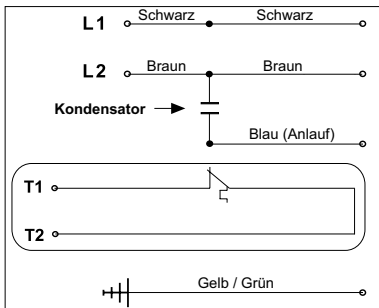 L1 Schwarz Schwarz
L2 Braun Braun
Kondensator
Blau (Anlauf)
T1
T2
Gelb / Grün